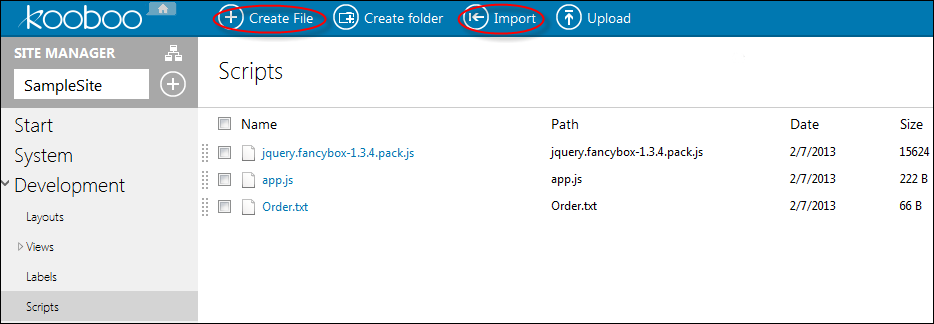 kooboo
Create File Create folder Import Upload
SITE MANAGER
SampleSite
Start
System
Development
Layouts
Views
Labels
Scripts
Scripts
Name Path Date Size
jquery.fancybox-1.3.4.pack.js jquery.fancybox-1.3.4.pack.js 2/7/2013 15624
app.js app.js 2/7/2013 222 B
Order.txt Order.txt 2/7/2013 66 B